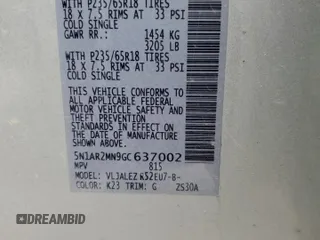 WITH P235/65R18 TIRES
18 X 7.5 RIMS AT 33 PSI
COLD SINGLE
GAWR RR.: 1454 KG
3205 LB
WITH P235/65R18 TIRES
18 X 7.5 RIMS AT 33 PSI
COLD SINGLE
THIS VEHICLE CONFORMS TO
ALL APPLICABLE FEDERAL MOTOR
VEHICLE SAFETY STANDARDS IN
EFFECT ON THE DATE OF
MANUFACTURE SHOWN ABOVE.
5N1AR2MN9GC637002
MPV 815
MODEL: VLJALEZ R52EU7-B-
COLOR: K23 TRIM: G ZS30A
DREAMBID